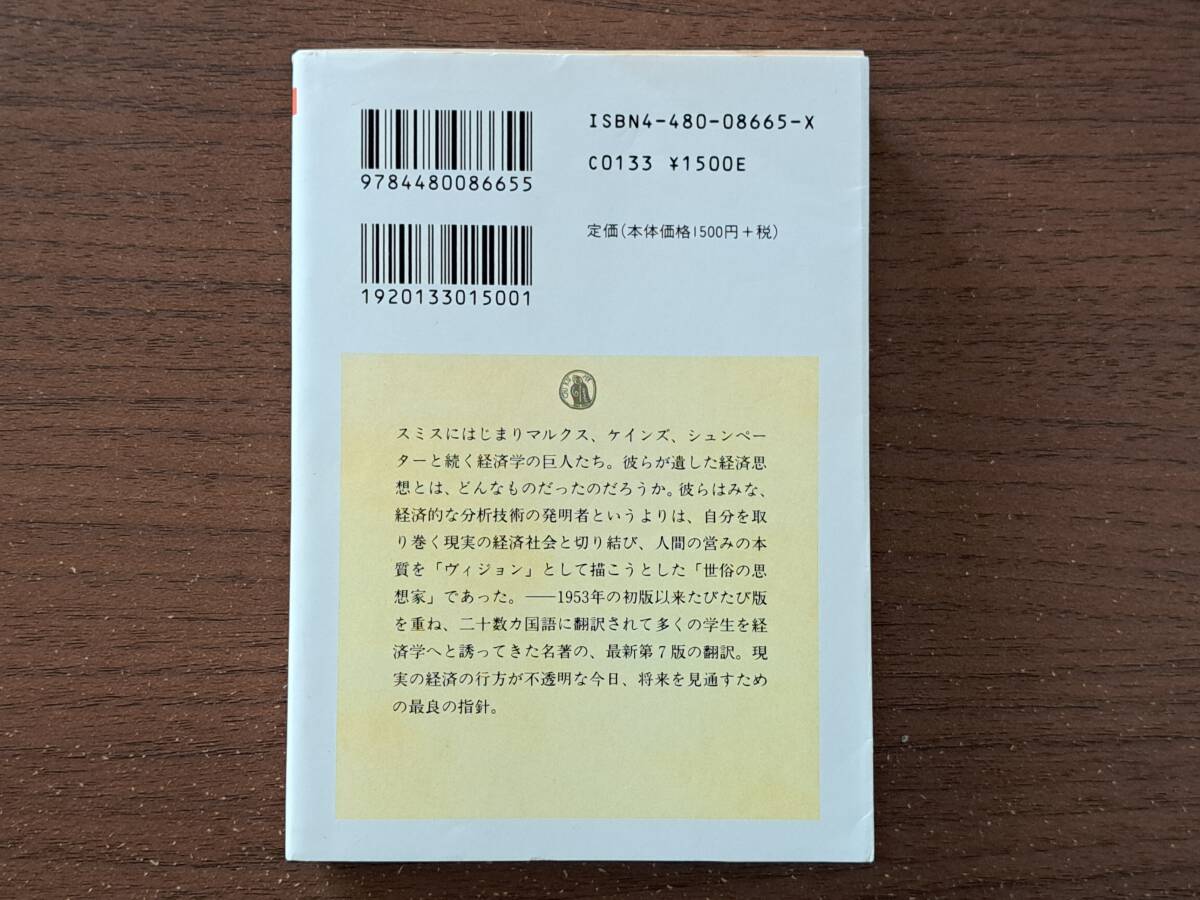 ISBN4-480-08665-X
C0133 ¥1500E
9784480086655
定価(本体価格1500円+税)
1920133015001
スミスにはじまりマルクス、ケインズ、シュンペー
ターと続く経済学の巨人たち。彼らが遺した経済思
想とは、どんなものだったのだろうか。彼らはみな、
経済的な分析技術の発明者というよりは、自分を取
り巻く現実の経済社会と切り結び、人間の営みの本
質を「ヴィジョン」として描こうとした「世俗の思
想家」であった。──1953年の初版以来たびたび版
を重ね、二十数カ国語に翻訳されて多くの学生を経
済学へと誘ってきた名著の、最新第7版の翻訳。現
実の経済の行方が不透明な今日、将来を見通すため
の最良の指針。